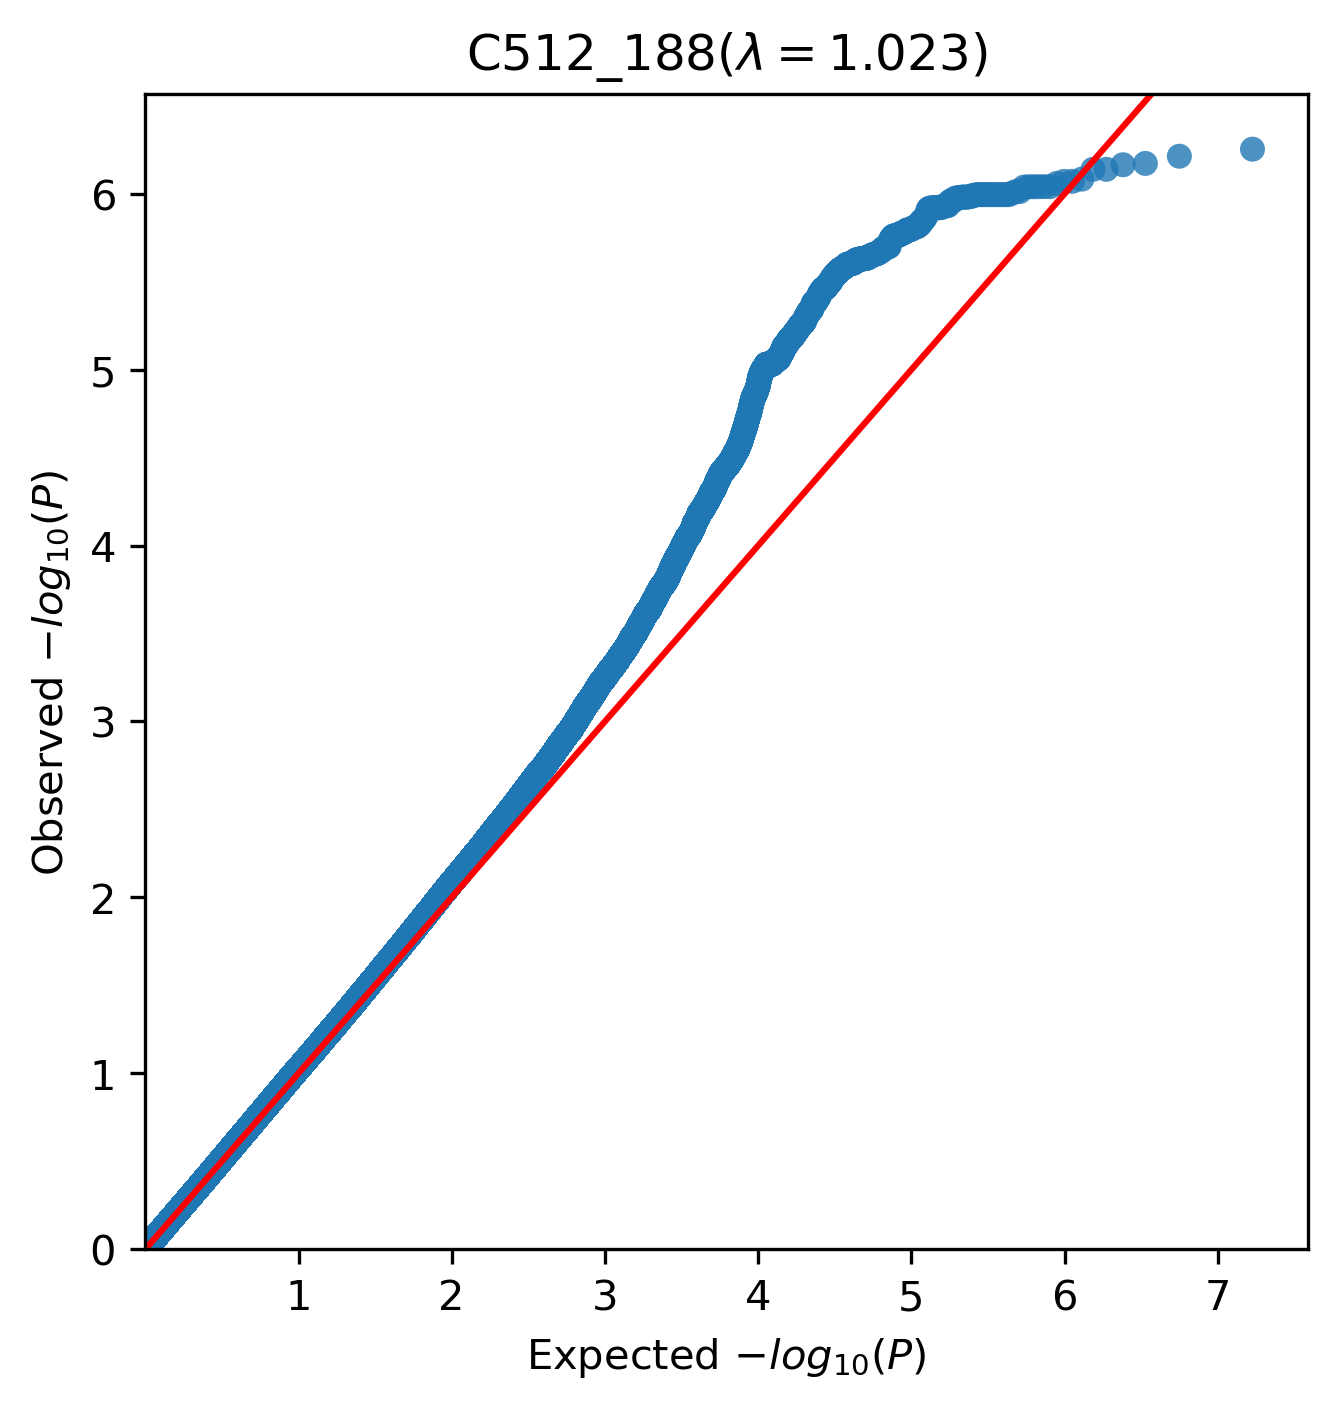 C512_188(λ = 1.023)
Observed −log₁₀(P)
6
5
4
3
2
1
0
1 2 3 4 5 6 7
Expected −log₁₀(P)